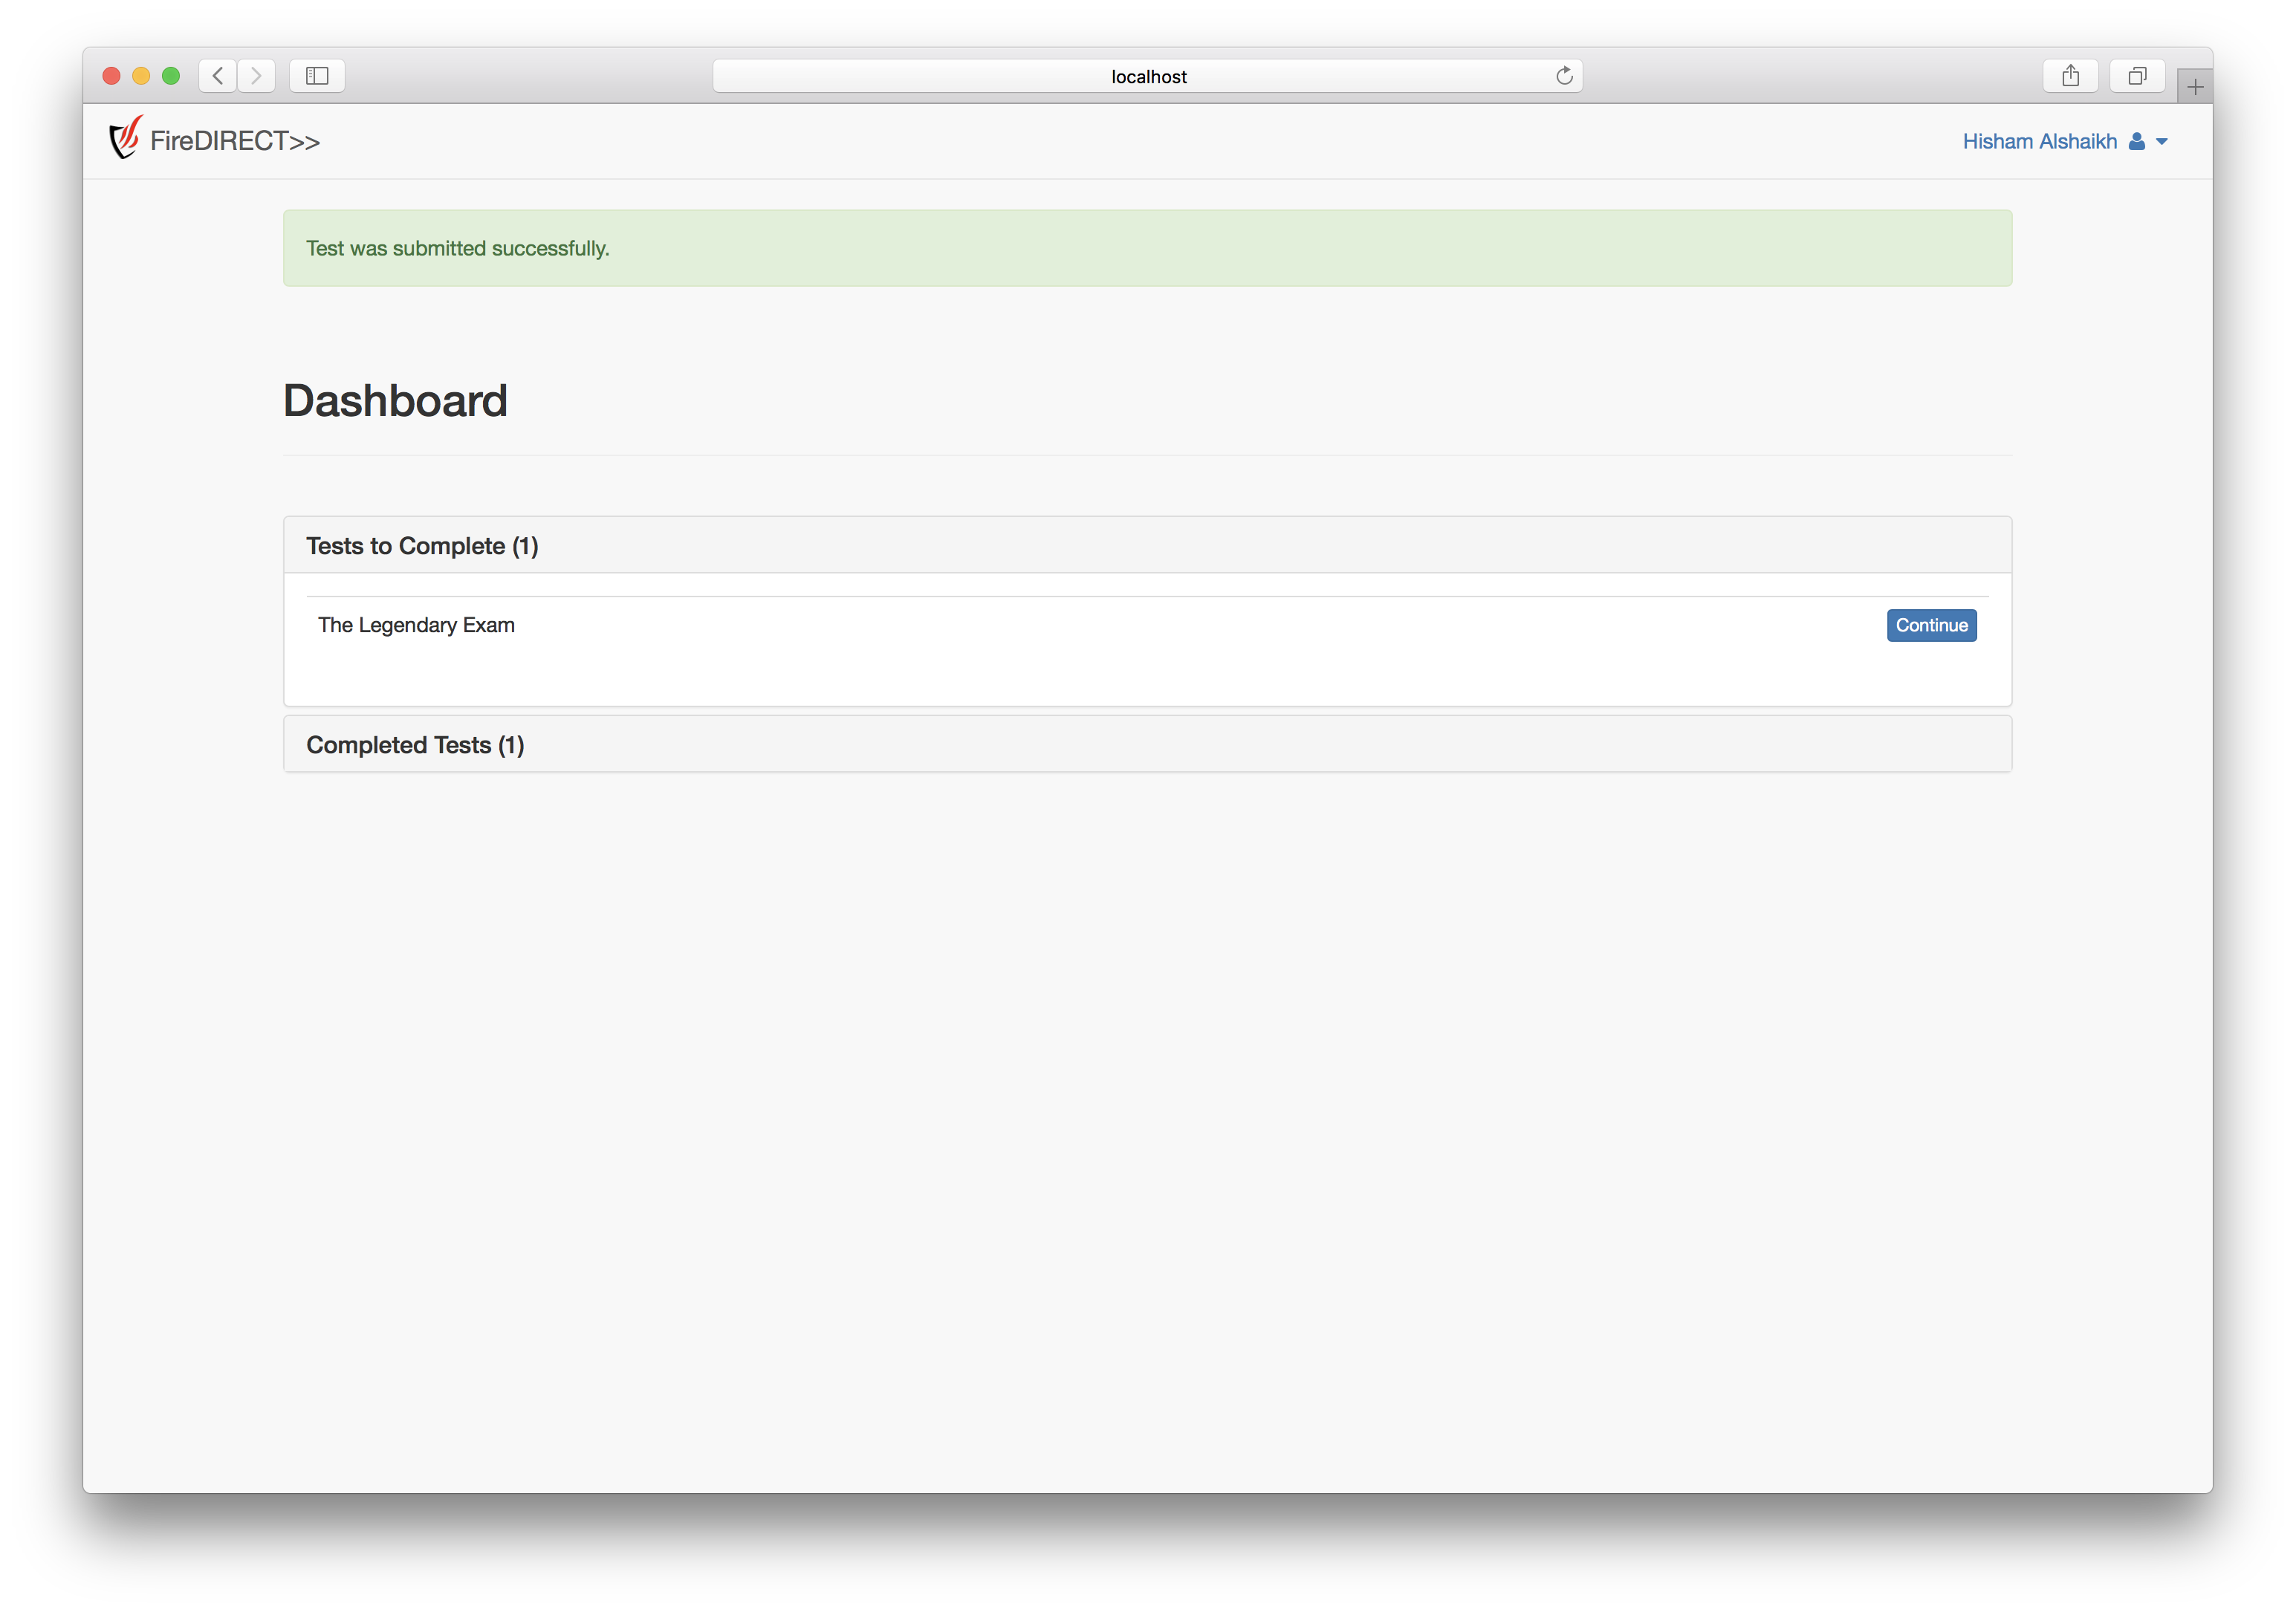 localhost
FireDIRECT>>
Hisham Alshaikh
Test was submitted successfully.
Dashboard
Tests to Complete (1)
The Legendary Exam
Continue
Completed Tests (1)